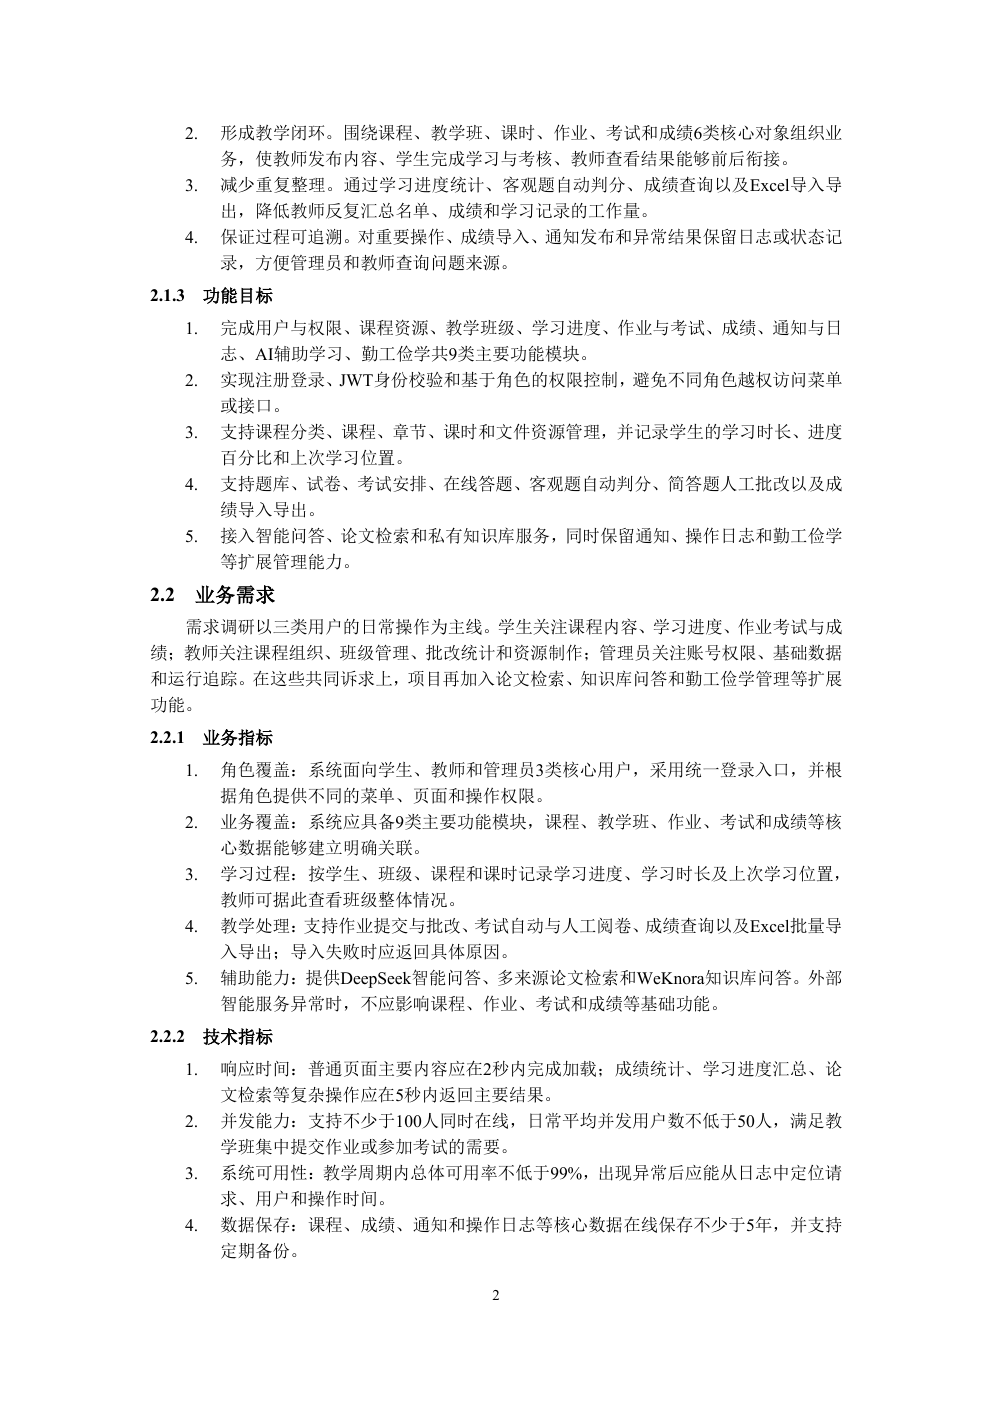 2. 形成教学闭环。围绕课程、教学班、课时、作业、考试和成绩6类核心对象组织业
务，使教师发布内容、学生完成学习与考核、教师查看结果能够前后衔接。
3. 减少重复整理。通过学习进度统计、客观题自动判分、成绩查询以及Excel导入导
出，降低教师反复汇总名单、成绩和学习记录的工作量。
4. 保证过程可追溯。对重要操作、成绩导入、通知发布和异常结果保留日志或状态记
录，方便管理员和教师查询问题来源。
2.1.3 功能目标
1. 完成用户与权限、课程资源、教学班级、学习进度、作业与考试、成绩、通知与日
志、AI辅助学习、勤工俭学共9类主要功能模块。
2. 实现注册登录、JWT身份校验和基于角色的权限控制，避免不同角色越权访问菜单
或接口。
3. 支持课程分类、课程、章节、课时和文件资源管理，并记录学生的学习时长、进度
百分比和上次学习位置。
4. 支持题库、试卷、考试安排、在线答题、客观题自动判分、简答题人工批改以及成
绩导入导出。
5. 接入智能问答、论文检索和私有知识库服务，同时保留通知、操作日志和勤工俭学
等扩展管理能力。
2.2 业务需求
需求调研以三类用户的日常操作为主线。学生关注课程内容、学习进度、作业考试与成
绩；教师关注课程组织、班级管理、批改统计和资源制作；管理员关注账号权限、基础数据
和运行追踪。在这些共同诉求上，项目再加入论文检索、知识库问答和勤工俭学管理等扩展
功能。
2.2.1 业务指标
1. 角色覆盖：系统面向学生、教师和管理员3类核心用户，采用统一登录入口，并根
据角色提供不同的菜单、页面和操作权限。
2. 业务覆盖：系统应具备9类主要功能模块，课程、教学班、作业、考试和成绩等核
心数据能够建立明确关联。
3. 学习过程：按学生、班级、课程和课时记录学习进度、学习时长及上次学习位置，
教师可据此查看班级整体情况。
4. 教学处理：支持作业提交与批改、考试自动与人工阅卷、成绩查询以及Excel批量导
入导出；导入失败时应返回具体原因。
5. 辅助能力：提供DeepSeek智能问答、多来源论文检索和WeKnora知识库问答。外部
智能服务异常时，不应影响课程、作业、考试和成绩等基础功能。
2.2.2 技术指标
1. 响应时间：普通页面主要内容应在2秒内完成加载；成绩统计、学习进度汇总、论
文检索等复杂操作应在5秒内返回主要结果。
2. 并发能力：支持不少于100人同时在线，日常平均并发用户数不低于50人，满足教
学班集中提交作业或参加考试的需要。
3. 系统可用性：教学周期内总体可用率不低于99%，出现异常后应能从日志中定位请
求、用户和操作时间。
4. 数据保存：课程、成绩、通知和操作日志等核心数据在线保存不少于5年，并支持
定期备份。
2